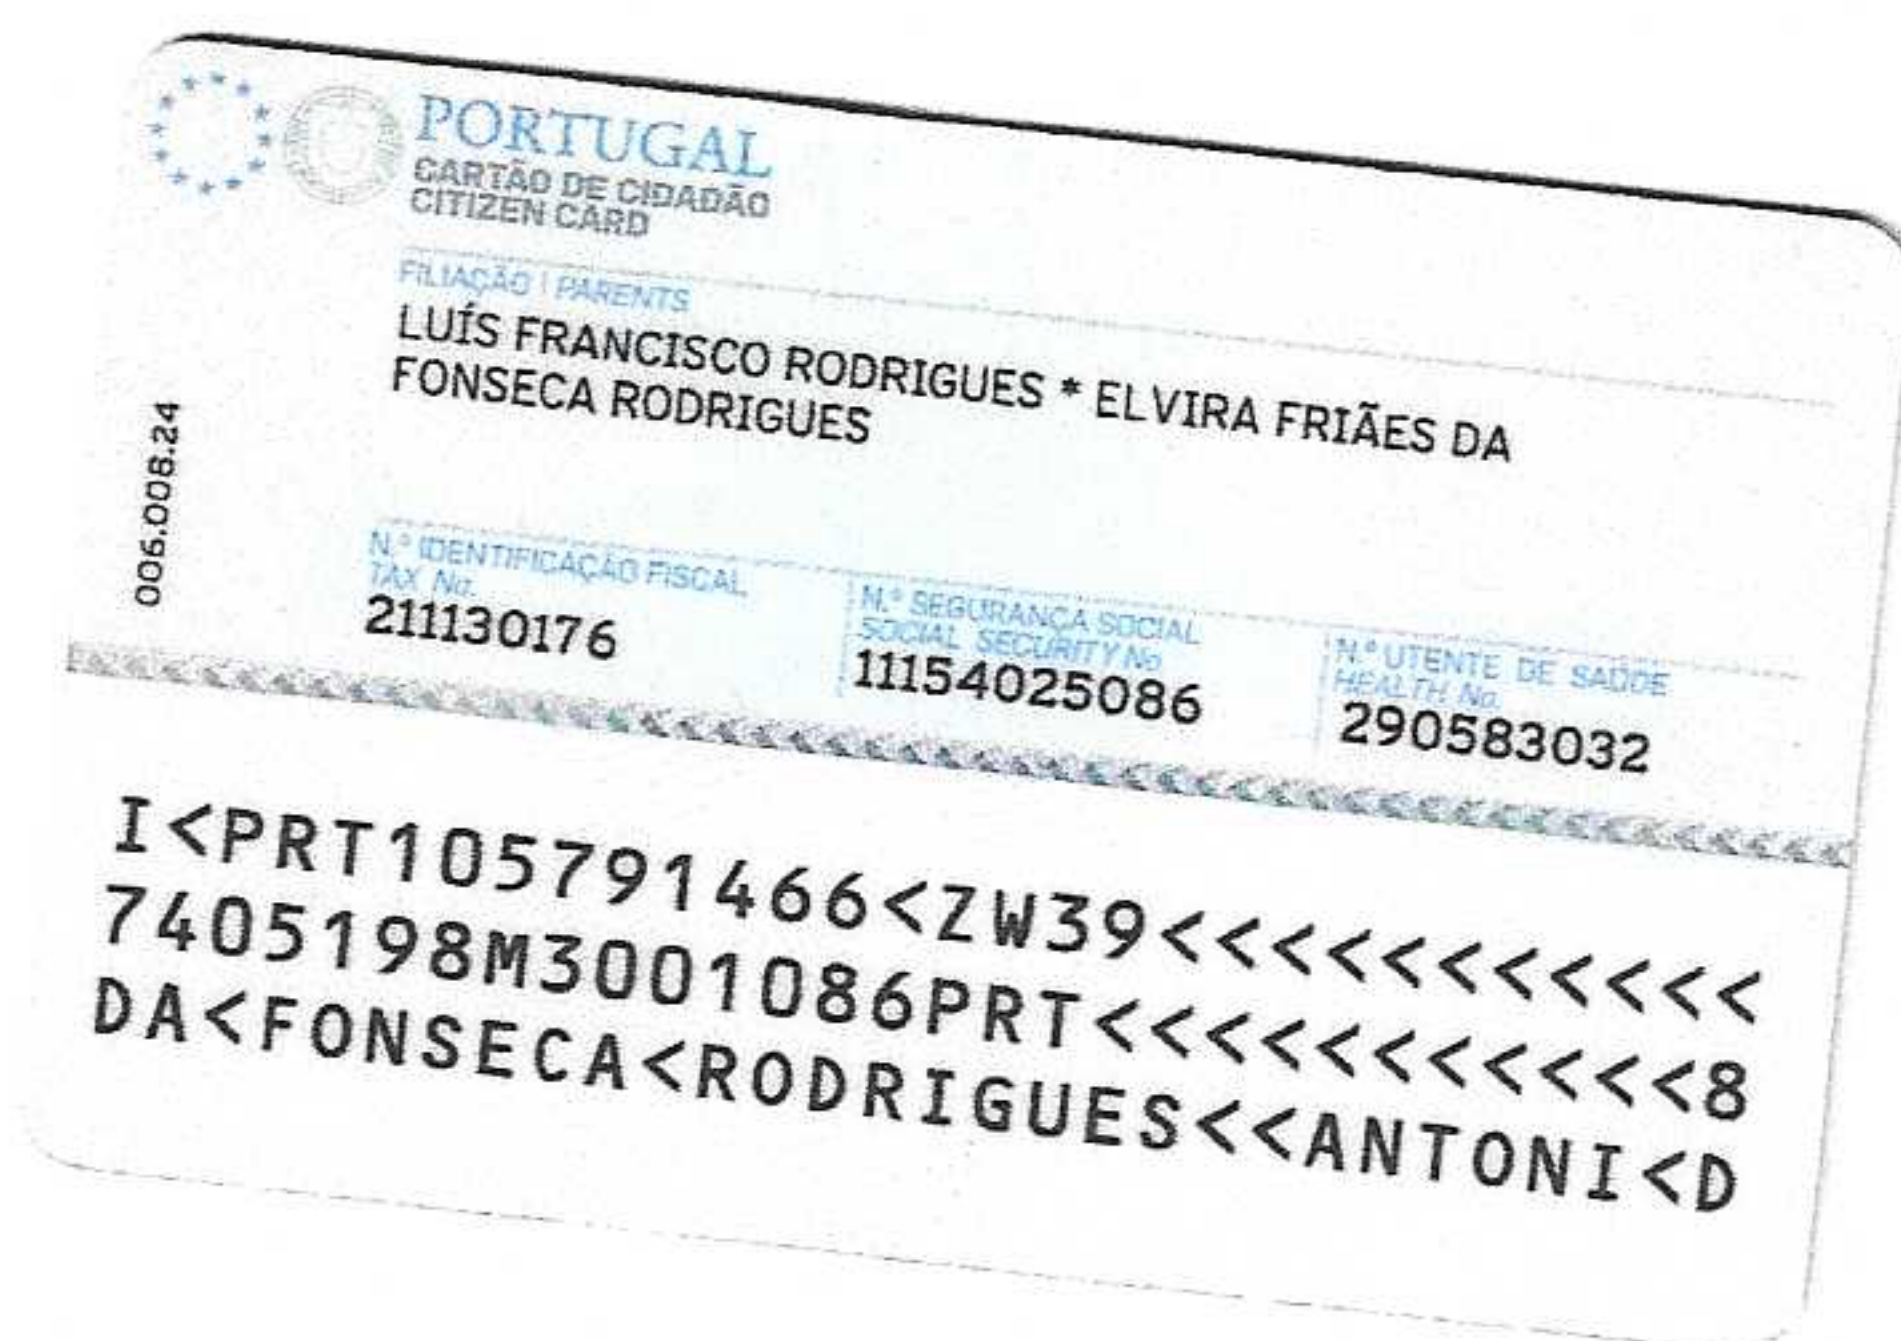 PORTUGAL
CARTÃO DE CIDADÃO
CITIZEN CARD
FILIAÇÃO | PARENTS
LUÍS FRANCISCO RODRIGUES * ELVIRA FRIÃES DA
FONSECA RODRIGUES
006.008.24
N.º IDENTIFICAÇÃO FISCAL
TAX No.
211130176
N.º SEGURANÇA SOCIAL
SOCIAL SECURITY No.
11154025086
N.º UTENTE DE SAÚDE
HEALTH No.
290583032
I<PRT105791466<ZW39<<<<<<<<<<<
7405198M3001086PRT<<<<<<<<<<<8
DA<FONSECA<RODRIGUES<<ANTONI<D